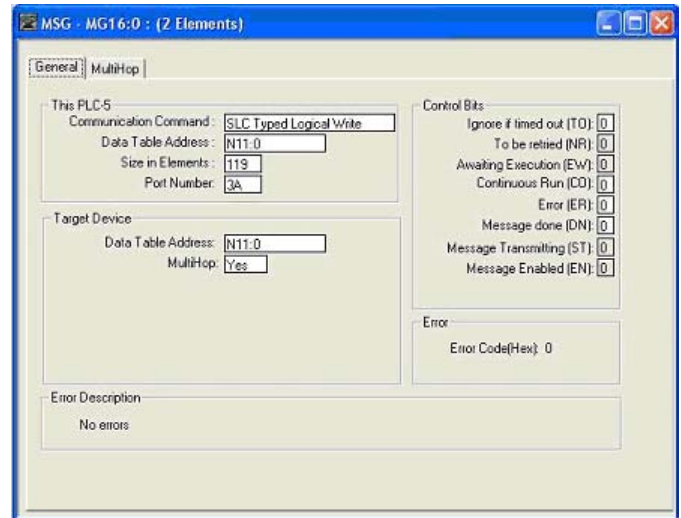 MSG - MG16:0 : (2 Elements)
General
MultiHop
This PLC-5
Communication Command : SLC Typed Logical Write
Data Table Address : N11:0
Size in Elements : 119
Port Number: 3A
Target Device
Data Table Address: N11:0
MultiHop: Yes
Control Bits
Ignore if timed out (TO): 0
To be retried (NR): 0
Awaiting Execution (EW): 0
Continuous Run (CO): 0
Error (ER): 0
Message done (DN): 0
Message Transmitting (ST): 0
Message Enabled (EN): 0
Error
Error Code(Hex): 0
Error Description
No errors